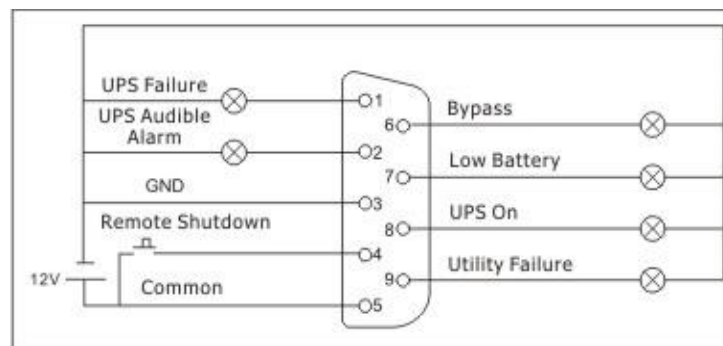 UPS Failure
1
UPS Audible
Alarm
2
GND
3
Remote Shutdown
4
12V
Common
5
6
Bypass
7
Low Battery
8
UPS On
9
Utility Failure